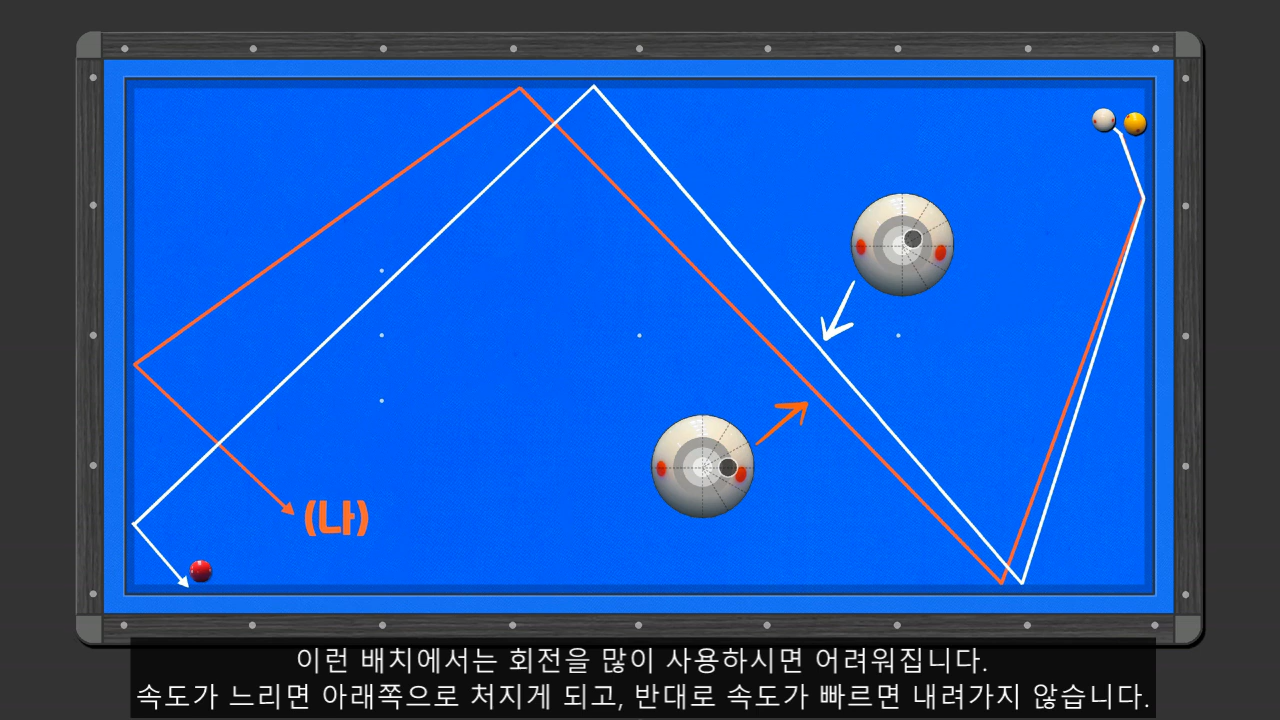 (나)
이런 배치에서는 회전을 많이 사용하시면 어려워집니다.
속도가 느리면 아래쪽으로 처지게 되고, 반대로 속도가 빠르면 내려가지 않습니다.